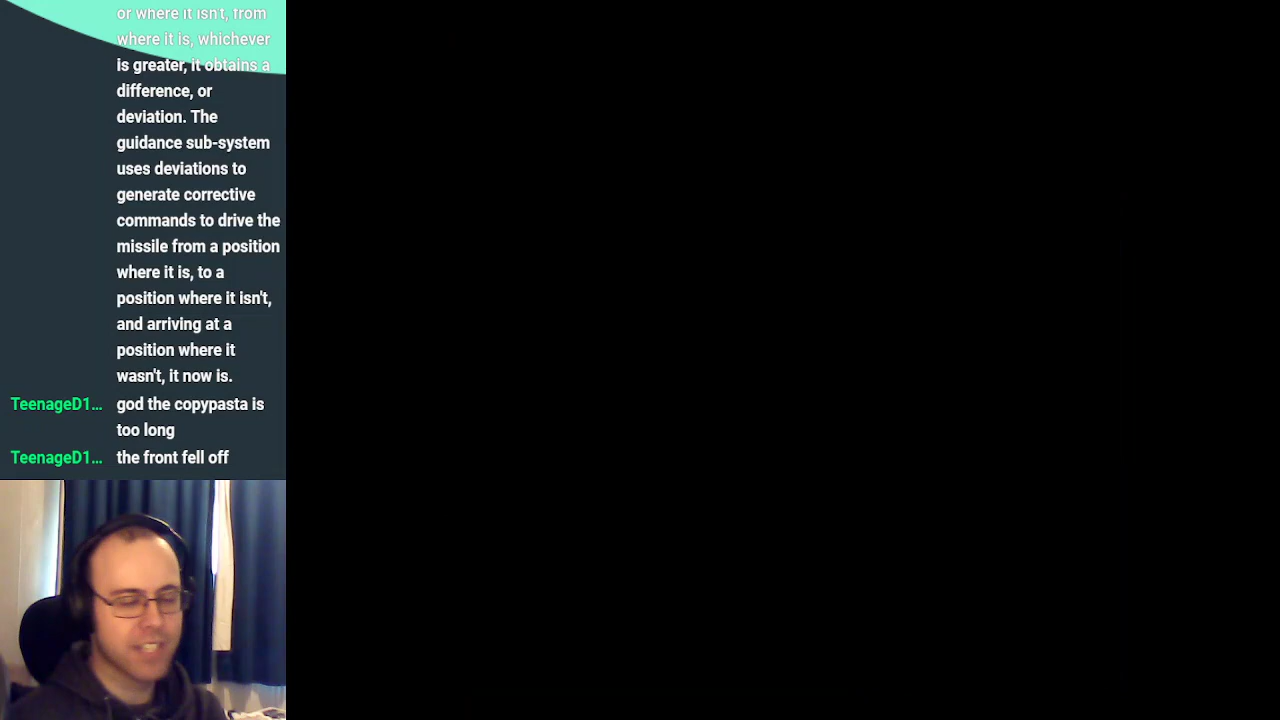 or where it isn't, from
where it is, whichever
is greater, it obtains a
difference, or
deviation. The
guidance sub-system
uses deviations to
generate corrective
commands to drive the
missile from a position
where it is, to a
position where it isn't,
and arriving at a
position where it
wasn't, it now is.
TeenageD1... god the copypasta is
too long
TeenageD1... the front fell off